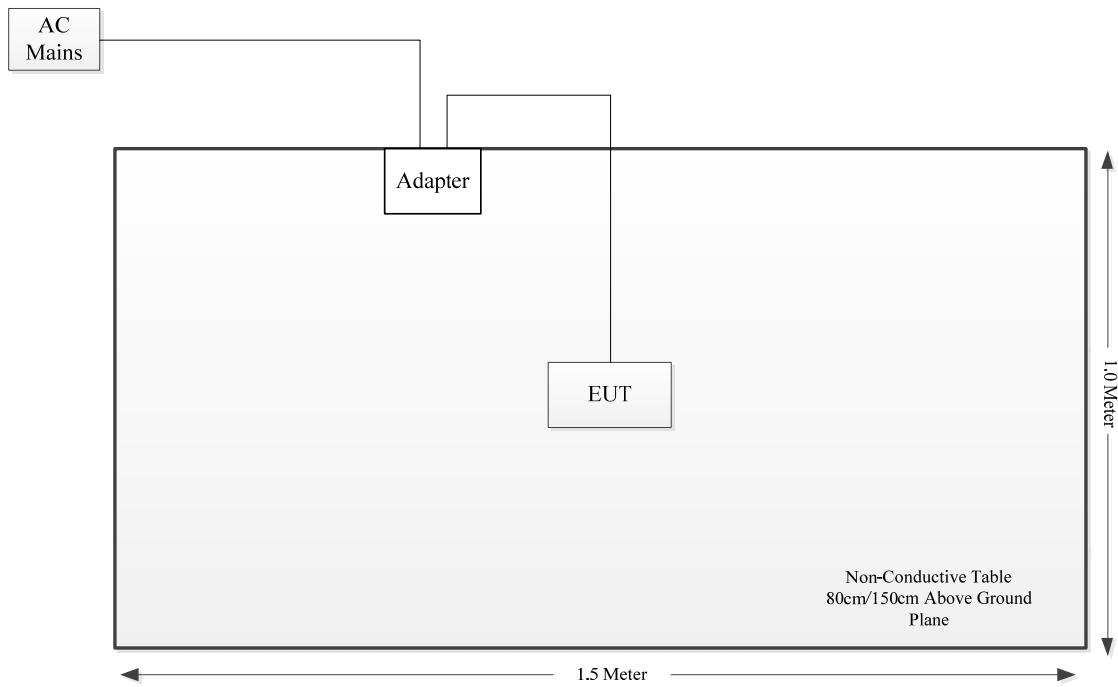 AC
Mains
Adapter
EUT
1.0 Meter
Non-Conductive Table
80cm/150cm Above Ground
Plane
1.5 Meter